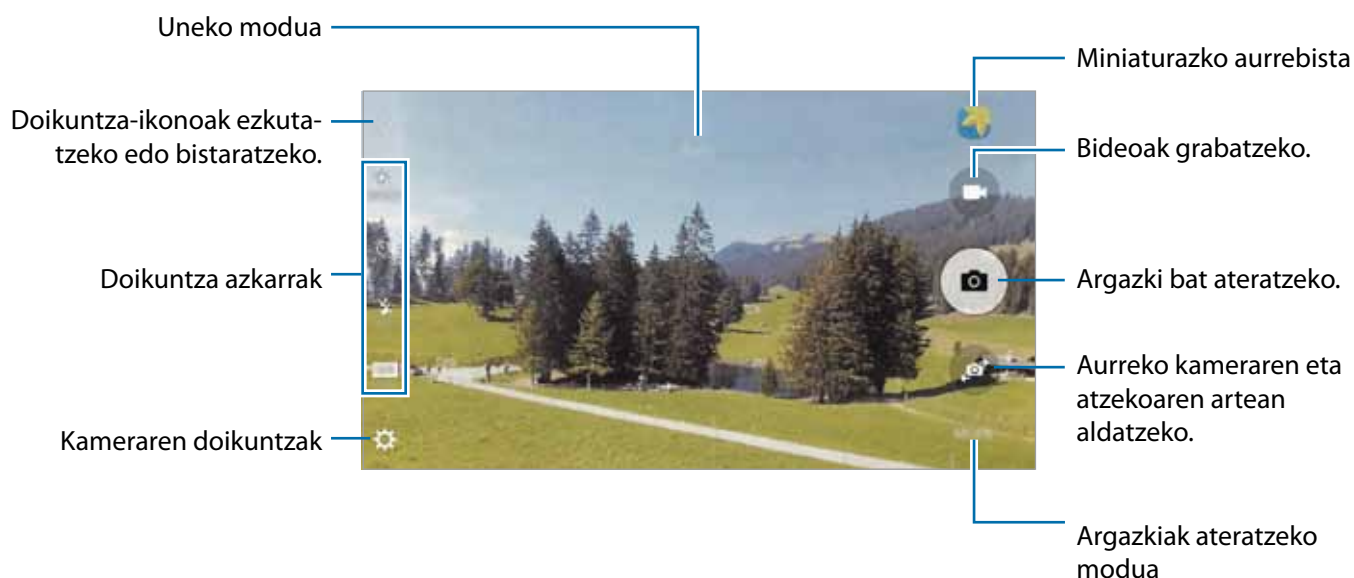 Uneko modua
Doikuntza-ikonoak ezkuta-
tzeko edo bistaratzeko.
Doikuntza azkarrak
Kameraren doikuntzak
Miniaturazko aurrebista
Bideoak grabatzeko.
Argazki bat ateratzeko.
Aurreko kameraren eta
atzekoaren artean
aldatzeko.
Argazkiak ateratzeko
modua